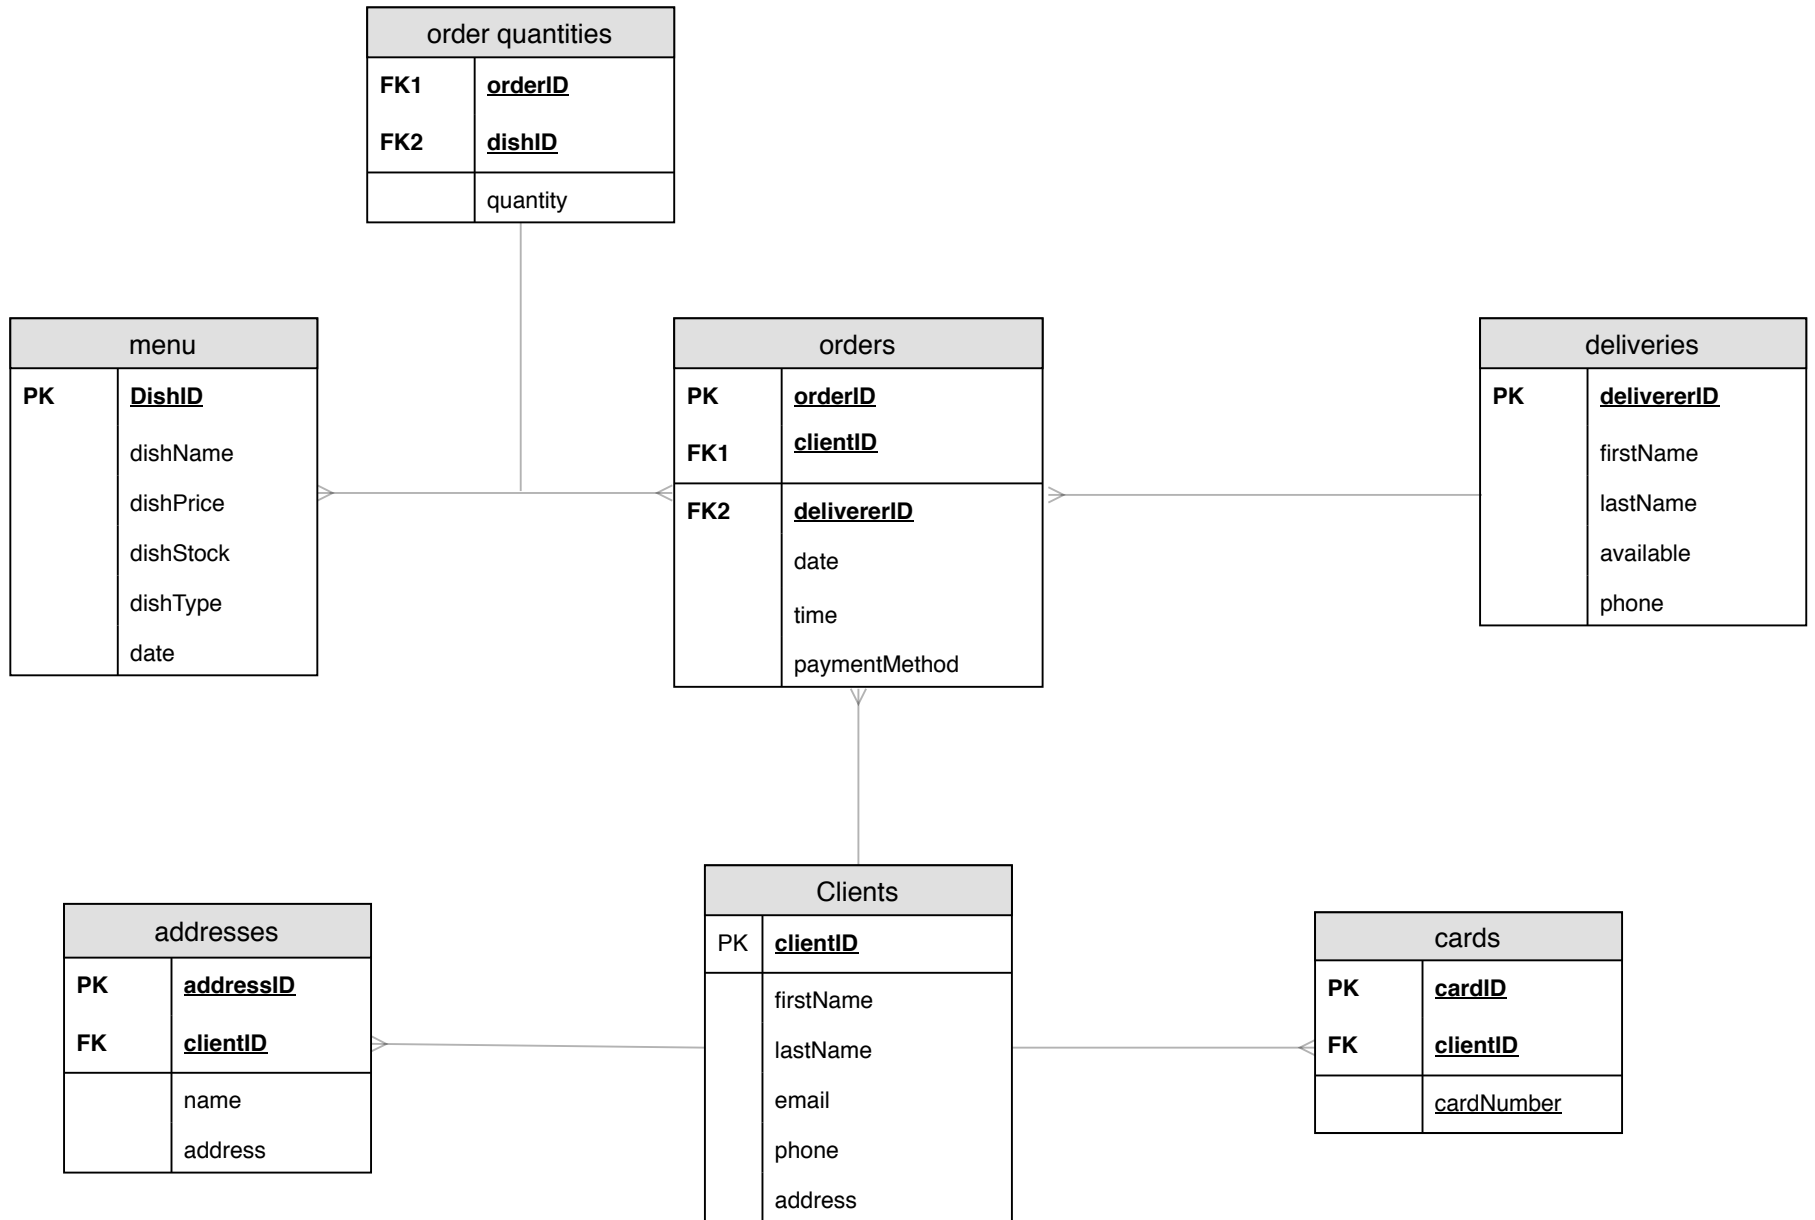 order quantities
FK1 orderID
FK2 dishID
quantity
menu
PK DishID
dishName
dishPrice
dishStock
dishType
date
orders
PK orderID
FK1 clientID
FK2 delivererID
date
time
paymentMethod
deliveries
PK delivererID
firstName
lastName
available
phone
addresses
PK addressID
FK clientID
name
address
Clients
PK clientID
firstName
lastName
email
phone
address
cards
PK cardID
FK clientID
cardNumber